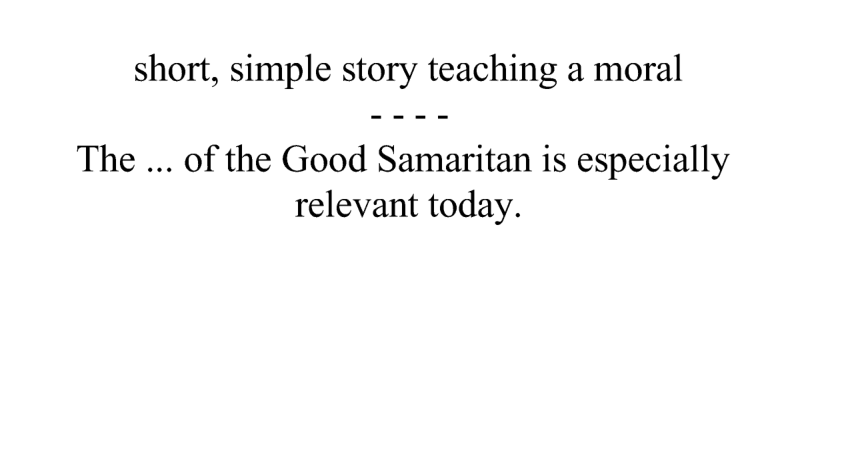 short, simple story teaching a moral
- - - -
The ... of the Good Samaritan is especially
relevant today.